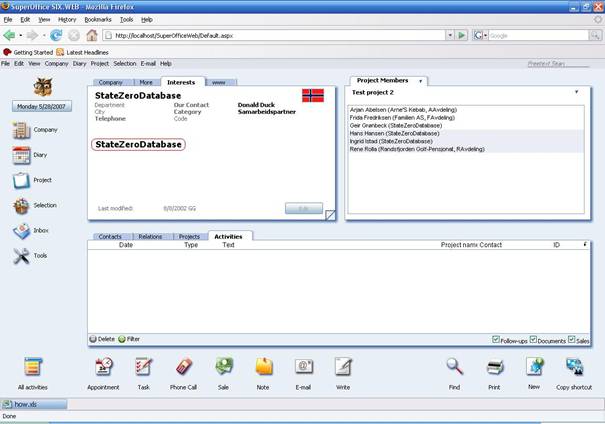 SuperOffice SIX.WEB - Mozilla Firefox
File Edit View History Bookmarks Tools Help
http://localhost/SuperOfficeWeb/Default.aspx
Google
Getting Started Latest Headlines
File Edit View Company Diary Project Selection E-mail Help
Monday 5/28/2007
Company
Diary
Project
Selection
Inbox
Tools
Company More Interests www
StateZeroDatabase
Department Our Contact Donald Duck
City Category Samarbeidspartner
Telephone Code
StateZeroDatabase
Last modified: 8/8/2002 GG Edit
Project Members
Test project 2
Arjan Abelsen (Arne'S Kebab, AAvdeling)
Frida Fredriksen (Familien AS, FAvdeling)
Geir Grønbeck (StateZeroDatabase)
Hans Hansen (StateZeroDatabase)
Ingrid Istad (StateZeroDatabase)
Rene Rolla (Randsfjorden Golf-Pensjonat, RAvdeling)
Contacts Relations Projects Activities
Date Type Text Project name Contact ID
Delete Filter
Follow-ups Documents Sales
All activities Appointment Task Phone Call Sale Note E-mail Write Find Print New Copy shortcut
how.xls
Done